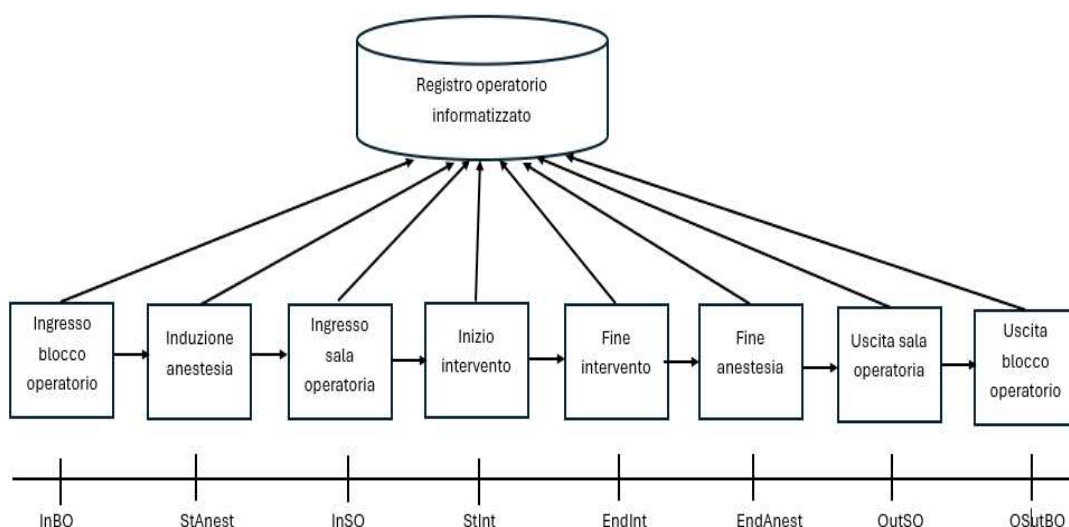 Registro operatorio
informatizzato
Ingresso
blocco
operatorio
Induzione
anestesia
Ingresso
sala
operatoria
Inizio
intervento
Fine
intervento
Fine
anestesia
Uscita sala
operatoria
Uscita
blocco
operatorio
InBO
StAnest
InSO
StInt
EndInt
EndAnest
OutSO